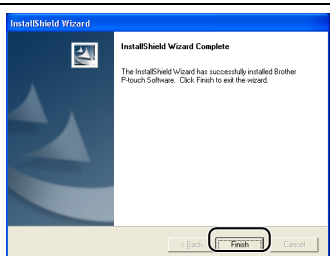 InstallShield Wizard
InstallShield Wizard Complete
The InstallShield Wizard has successfully installed Brother
P-touch Software. Click Finish to exit the wizard.
< Back
Finish
Cancel